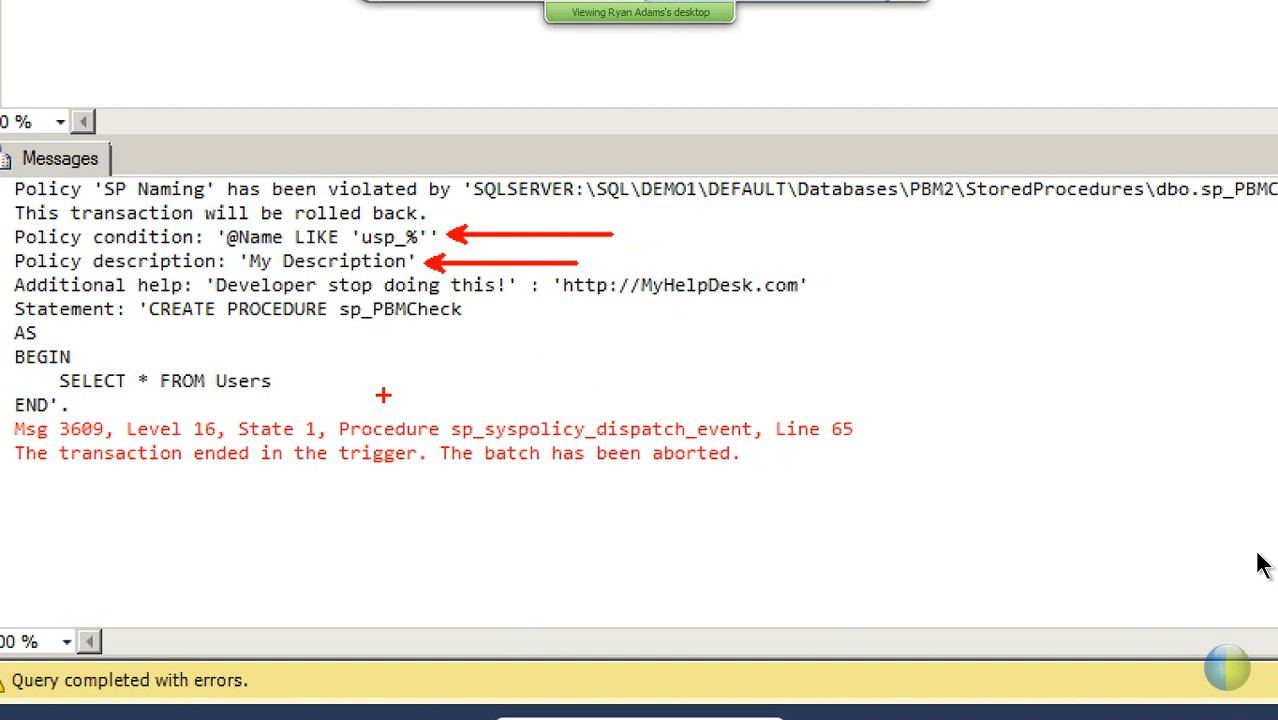 Viewing Ryan Adams's desktop
0 %
Messages
Policy 'SP Naming' has been violated by 'SQLSERVER:\SQL\DEMO1\DEFAULT\Databases\PBM2\StoredProcedures\dbo.sp_PBMC
This transaction will be rolled back.
Policy condition: '@Name LIKE 'usp_%''
Policy description: 'My Description'
Additional help: 'Developer stop doing this!' : 'http://MyHelpDesk.com'
Statement: 'CREATE PROCEDURE sp_PBMCheck
AS
BEGIN
SELECT * FROM Users
END'.
Msg 3609, Level 16, State 1, Procedure sp_syspolicy_dispatch_event, Line 65
The transaction ended in the trigger. The batch has been aborted.
00 %
Query completed with errors.